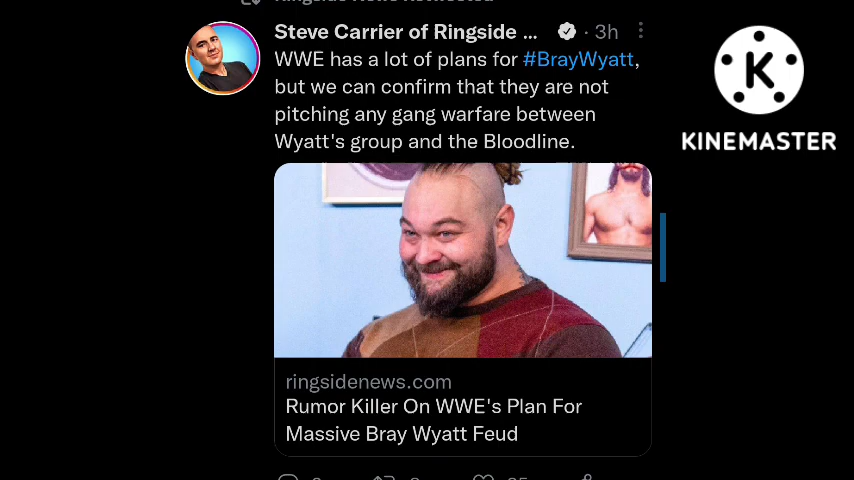 Steve Carrier of Ringside ... · 3h
WWE has a lot of plans for #BrayWyatt,
but we can confirm that they are not
pitching any gang warfare between
Wyatt's group and the Bloodline.
ringsidenews.com
Rumor Killer On WWE's Plan For
Massive Bray Wyatt Feud
K
KINEMASTER